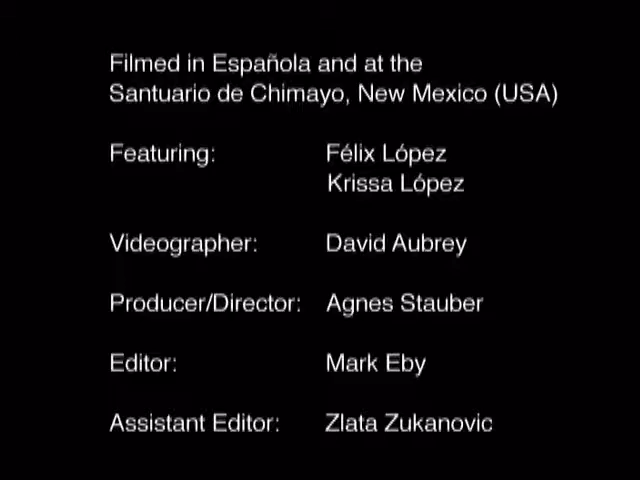 Filmed in Española and at the
Santuario de Chimayo, New Mexico (USA)
Featuring: Félix López
Krissa López
Videographer: David Aubrey
Producer/Director: Agnes Stauber
Editor: Mark Eby
Assistant Editor: Zlata Zukanovic